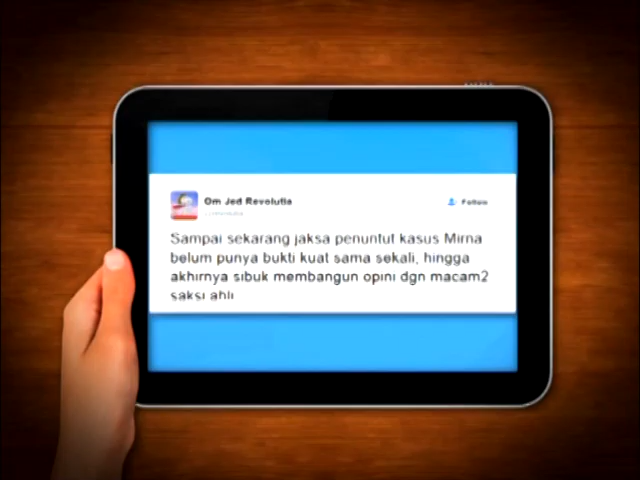 Om Jed Revolutia
Follow
Sampai sekarang jaksa penuntut kasus Mirna
belum punya bukti kuat sama sekali, hingga
akhirnya sibuk membangun opini dgn macam2
saksi ahli